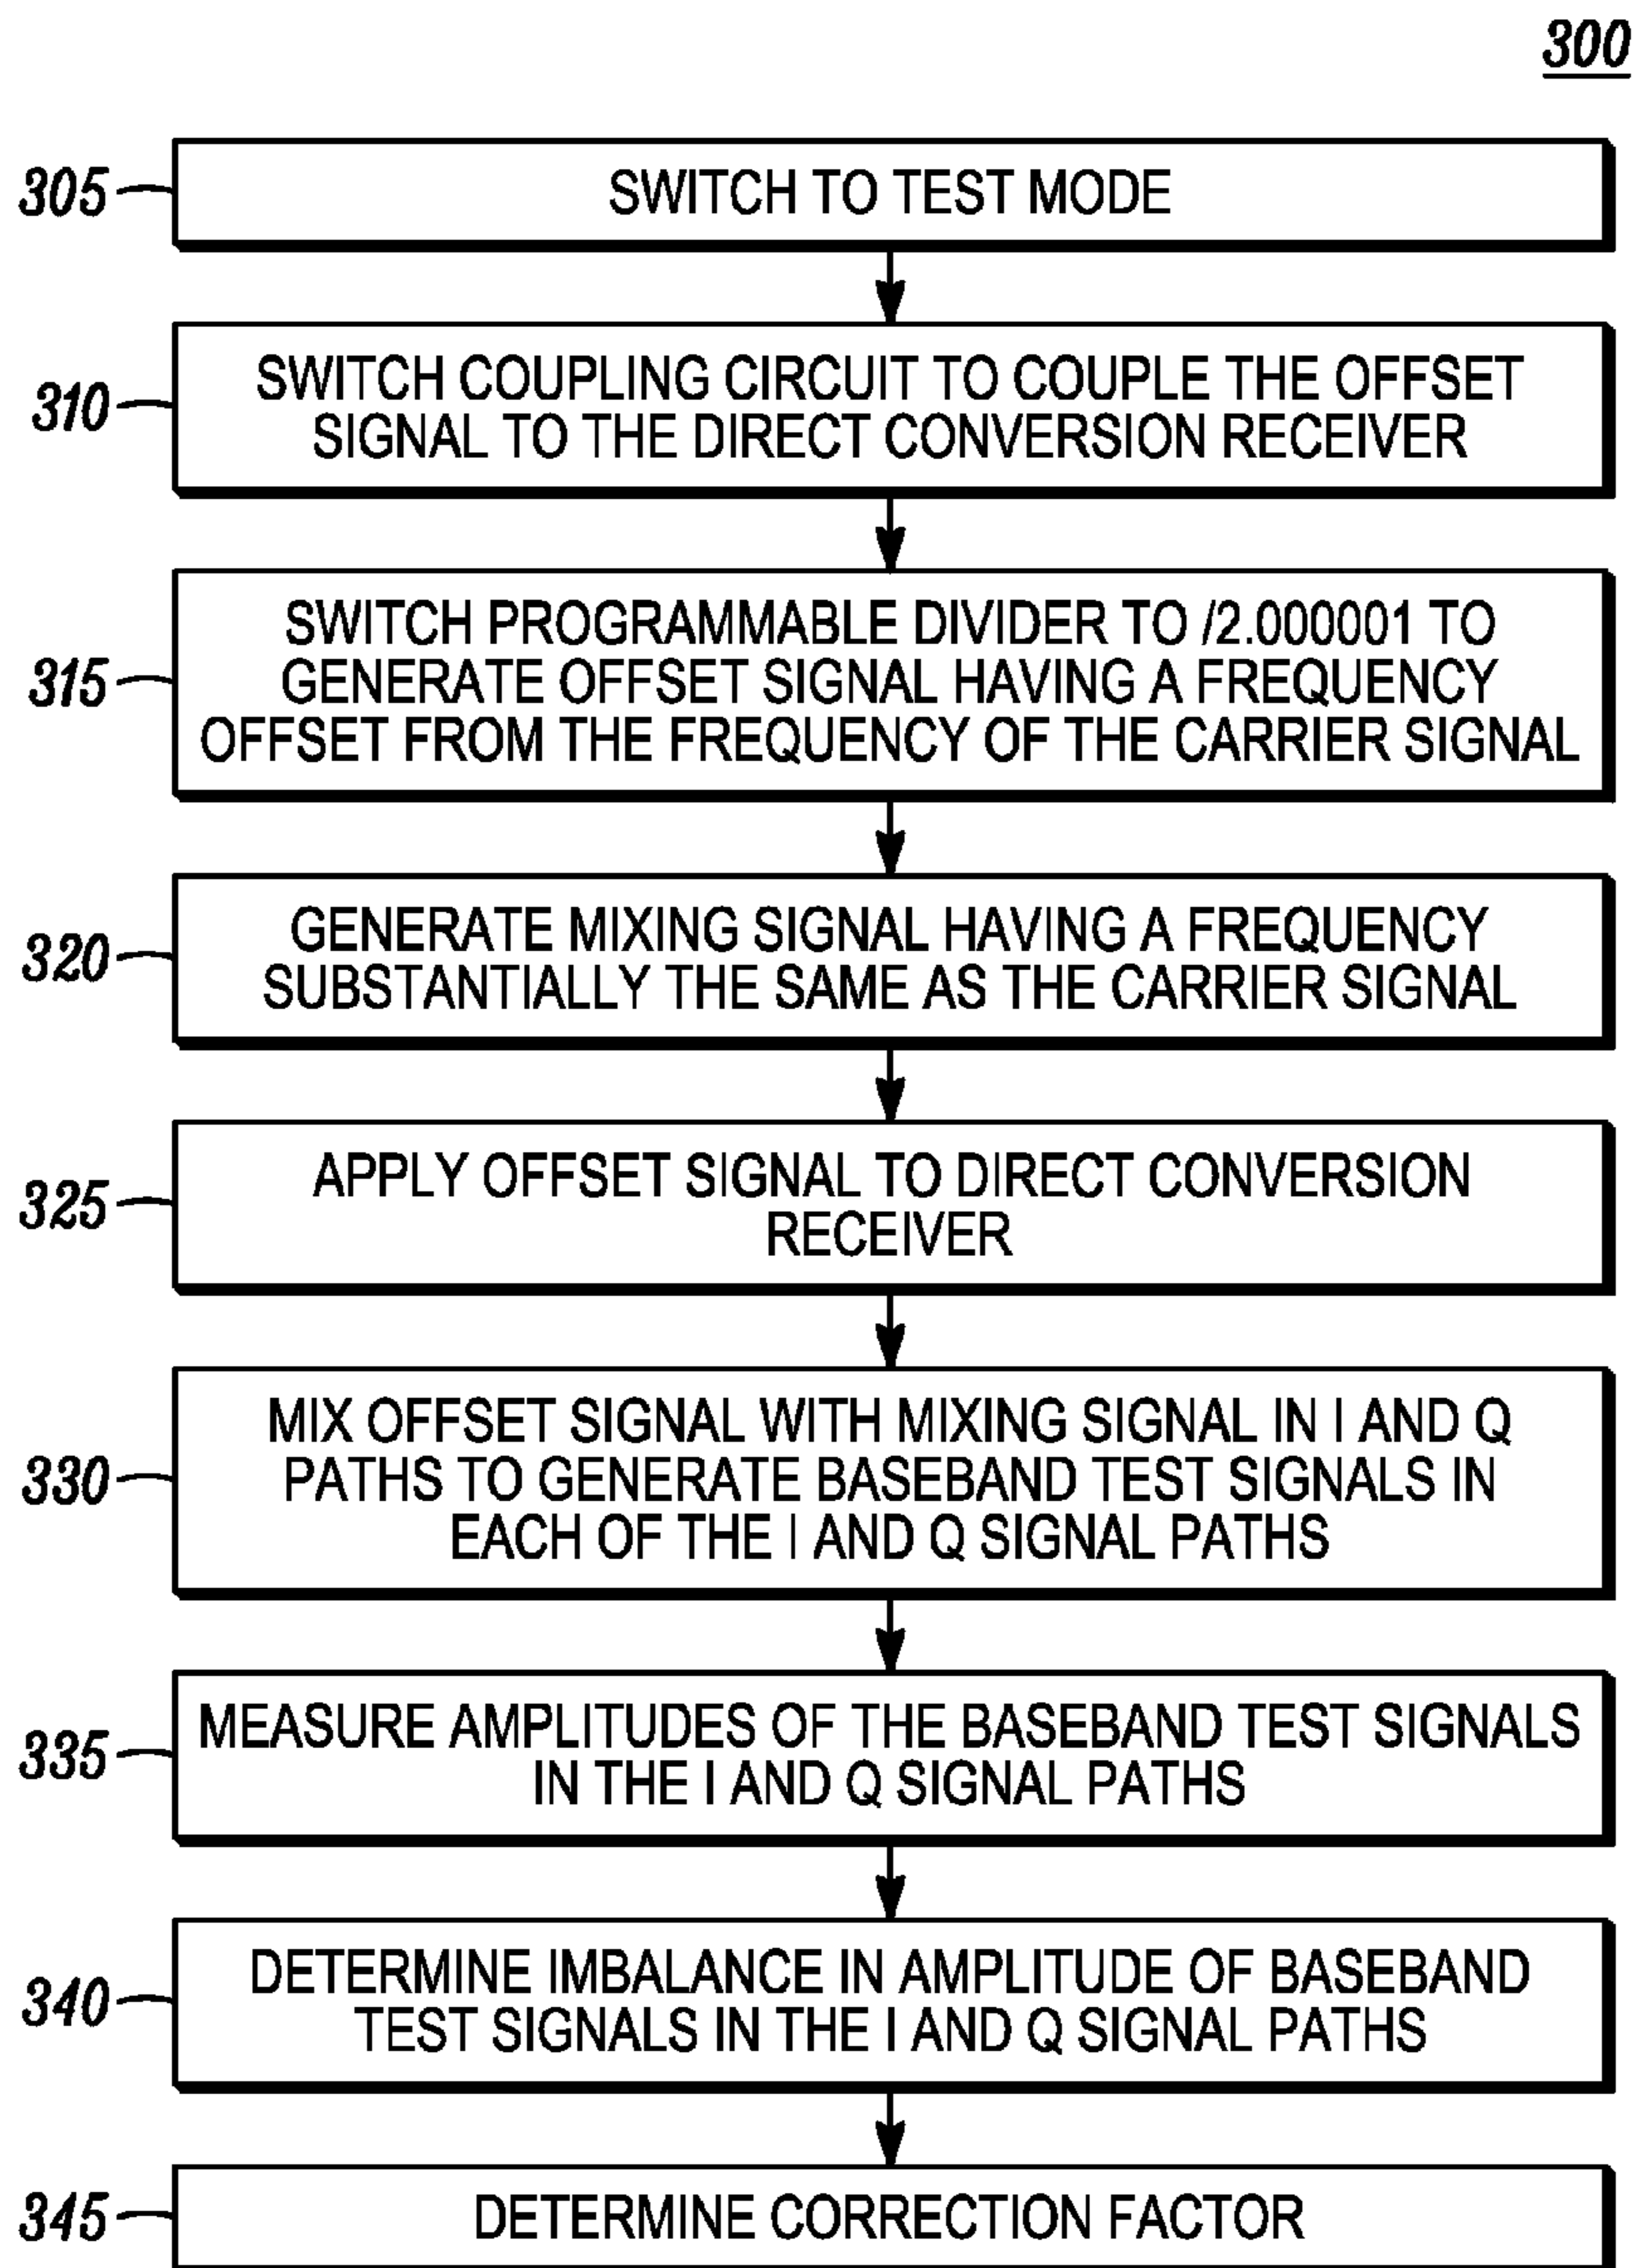 300
305
SWITCH TO TEST MODE
310
SWITCH COUPLING CIRCUIT TO COUPLE THE OFFSET
SIGNAL TO THE DIRECT CONVERSION RECEIVER
315
SWITCH PROGRAMMABLE DIVIDER TO /2.000001 TO
GENERATE OFFSET SIGNAL HAVING A FREQUENCY
OFFSET FROM THE FREQUENCY OF THE CARRIER SIGNAL
320
GENERATE MIXING SIGNAL HAVING A FREQUENCY
SUBSTANTIALLY THE SAME AS THE CARRIER SIGNAL
325
APPLY OFFSET SIGNAL TO DIRECT CONVERSION
RECEIVER
330
MIX OFFSET SIGNAL WITH MIXING SIGNAL IN I AND Q
PATHS TO GENERATE BASEBAND TEST SIGNALS IN
EACH OF THE I AND Q SIGNAL PATHS
335
MEASURE AMPLITUDES OF THE BASEBAND TEST SIGNALS
IN THE I AND Q SIGNAL PATHS
340
DETERMINE IMBALANCE IN AMPLITUDE OF BASEBAND
TEST SIGNALS IN THE I AND Q SIGNAL PATHS
345
DETERMINE CORRECTION FACTOR